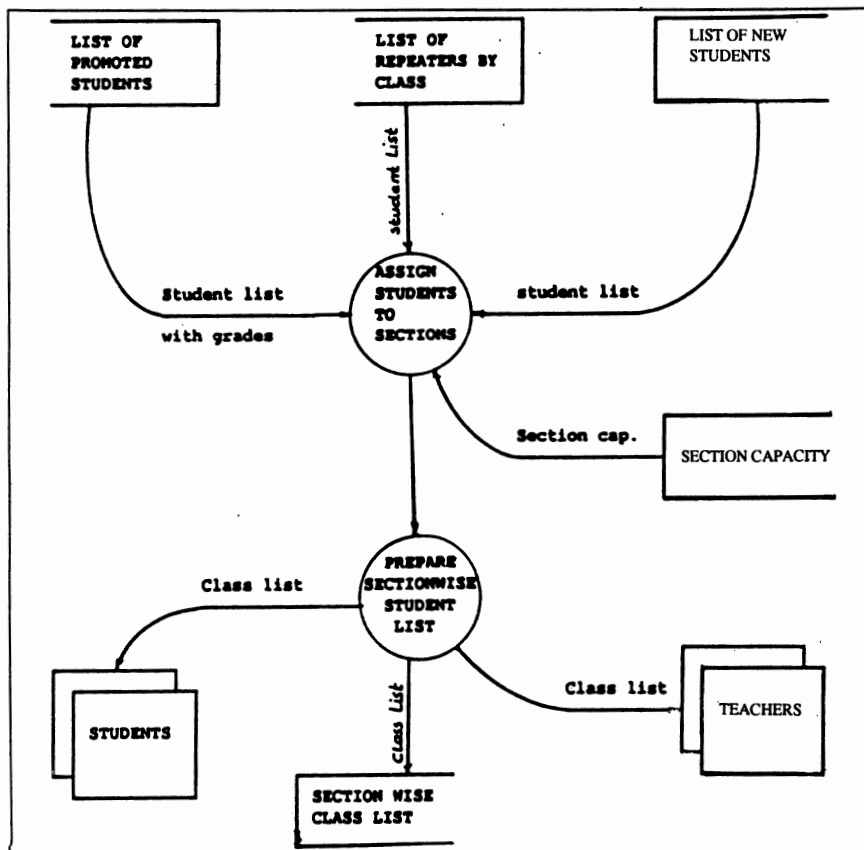 LIST OF
PROMOTED
STUDENTS
LIST OF
REPEATERS BY
CLASS
LIST OF NEW
STUDENTS
student List
ASSIGN
STUDENTS
TO
SECTIONS
Student list
with grades
student list
Section cap.
SECTION CAPACITY
PREPARE
SECTIONWISE
STUDENT
LIST
Class list
Class list
Class List
STUDENTS
TEACHERS
SECTION WISE
CLASS LIST